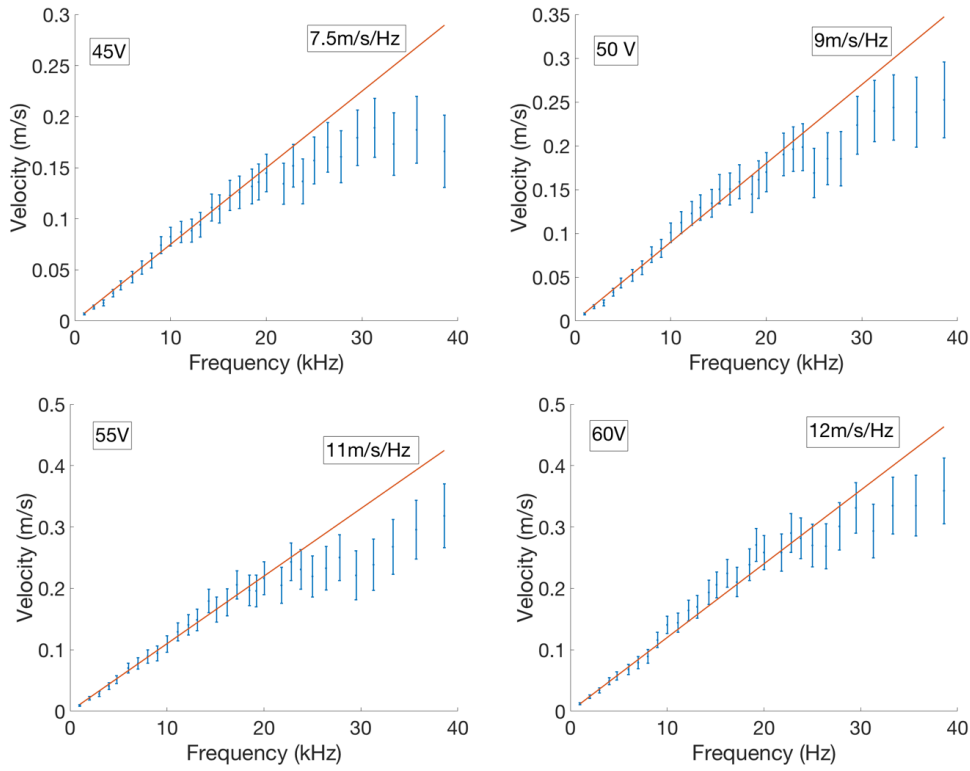 0.3
0.25
0.2
0.15
0.1
0.05
0
45V
7.5m/s/Hz
Velocity (m/s)
0 10 20 30 40
Frequency (kHz)
0.35
0.3
0.25
0.2
0.15
0.1
0.05
0
50 V
9m/s/Hz
Velocity (m/s)
0 10 20 30 40
Frequency (kHz)
0.5
0.4
0.3
0.2
0.1
0
55V
11m/s/Hz
Velocity (m/s)
0 10 20 30 40
Frequency (kHz)
0.5
0.4
0.3
0.2
0.1
0
60V
12m/s/Hz
Velocity (m/s)
0 10 20 30 40
Frequency (Hz)